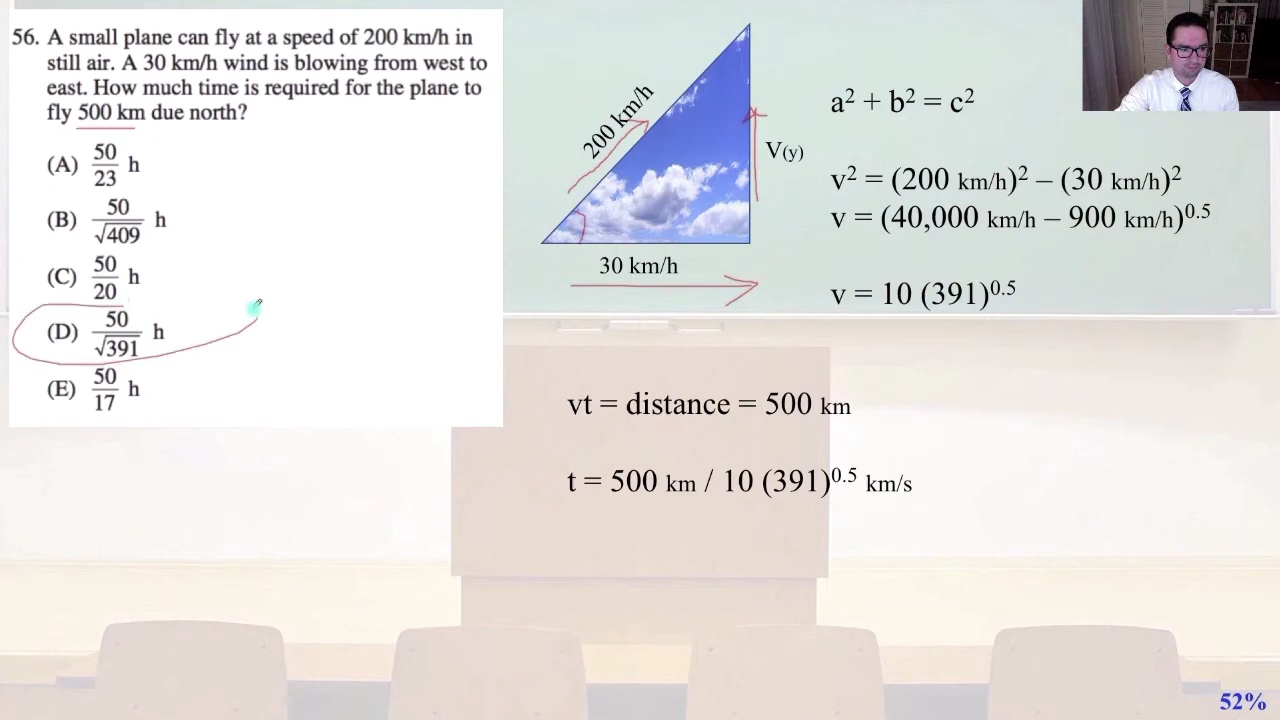 56. A small plane can fly at a speed of 200 km/h in
still air. A 30 km/h wind is blowing from west to
east. How much time is required for the plane to
fly 500 km due north?
(A) 50/23 h
(B) 50/√409 h
(C) 50/20 h
(D) 50/√391 h
(E) 50/17 h
200 km/h
V(y)
30 km/h
a² + b² = c²
v² = (200 km/h)² – (30 km/h)²
v = (40,000 km/h – 900 km/h)^0.5
v = 10 (391)^0.5
vt = distance = 500 km
t = 500 km / 10 (391)^0.5 km/s
52%